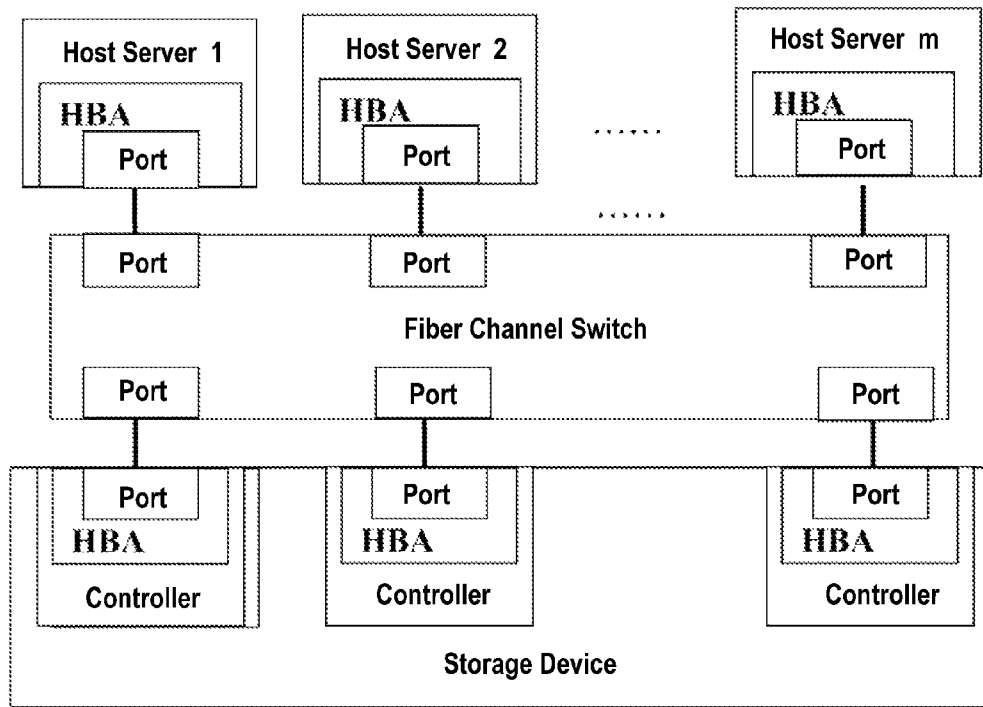 Host Server 1
Host Server 2
Host Server m
HBA
HBA
HBA
Port
Port
......
Port
......
Port
Port
Port
Fiber Channel Switch
Port
Port
Port
Port
Port
Port
HBA
HBA
HBA
Controller
Controller
Controller
Storage Device